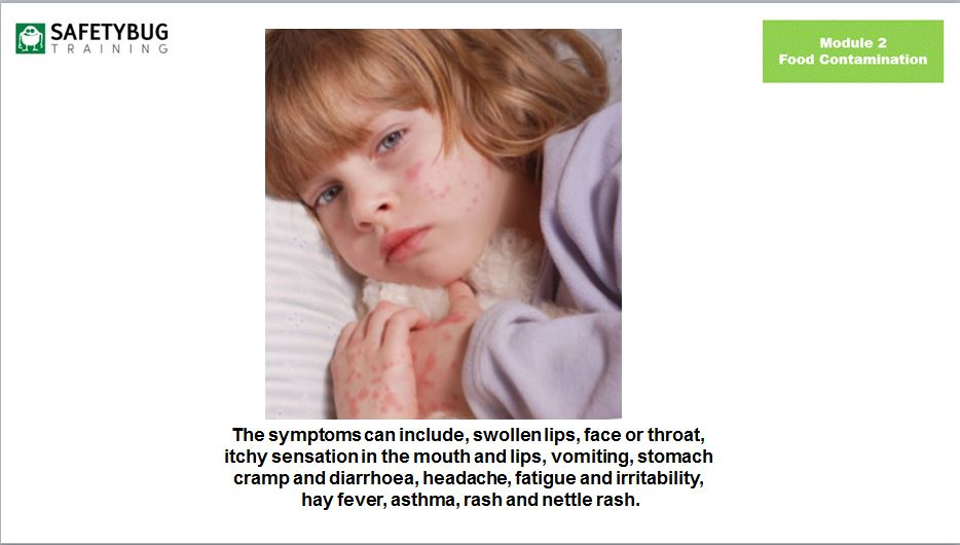 SAFETYBUG
TRAINING
Module 2
Food Contamination
The symptoms can include, swollen lips, face or throat,
itchy sensation in the mouth and lips, vomiting, stomach
cramp and diarrhoea, headache, fatigue and irritability,
hay fever, asthma, rash and nettle rash.